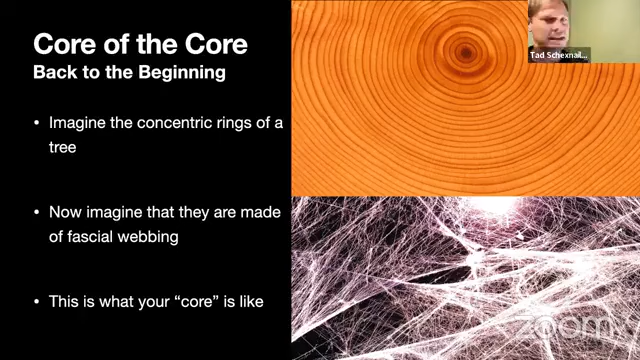 Core of the Core
Back to the Beginning
• Imagine the concentric rings of a
tree
• Now imagine that they are made
of fascial webbing
• This is what your “core” is like
Tad Schexnail...
zoom